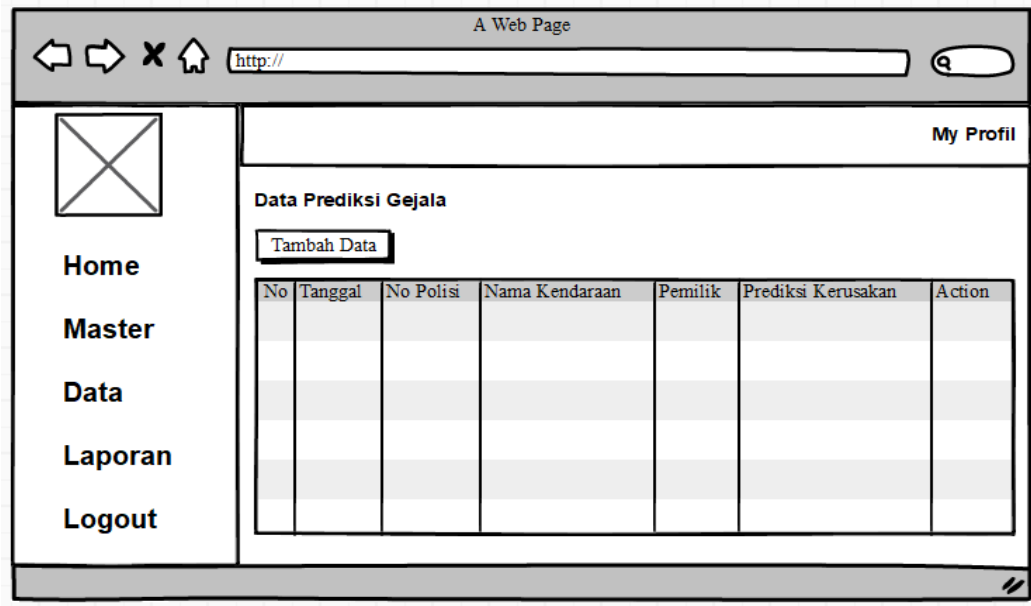 A Web Page
http://
My Profil
Home
Master
Data
Laporan
Logout
Data Prediksi Gejala
Tambah Data
No Tanggal No Polisi Nama Kendaraan Pemilik Prediksi Kerusakan Action